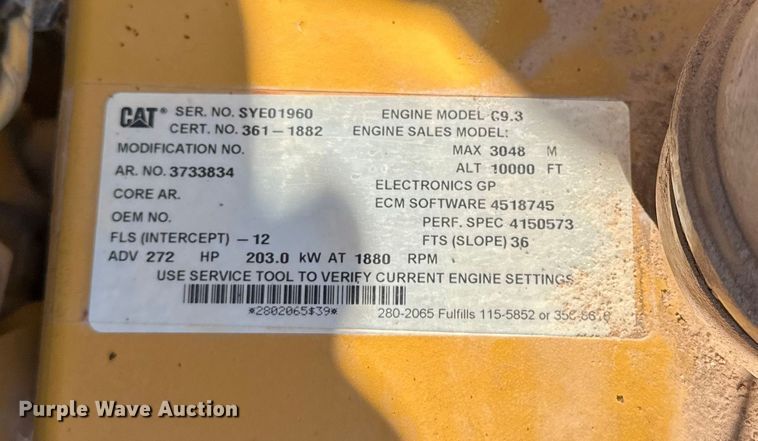 CAT® SER. NO. SYE01960 ENGINE MODEL C9.3
CERT. NO. 361-1882 ENGINE SALES MODEL:
MODIFICATION NO. MAX 3048 M
AR. NO. 3733834 ALT 10000 FT
CORE AR. ELECTRONICS GP
OEM NO. ECM SOFTWARE 4518745
PERF. SPEC 4150573
FLS (INTERCEPT) -12 FTS (SLOPE) 36
ADV 272 HP 203.0 kW AT 1880 RPM
USE SERVICE TOOL TO VERIFY CURRENT ENGINE SETTINGS
*2802065$39* 280-2065 Fulfills 115-5852 or
Purple Wave Auction